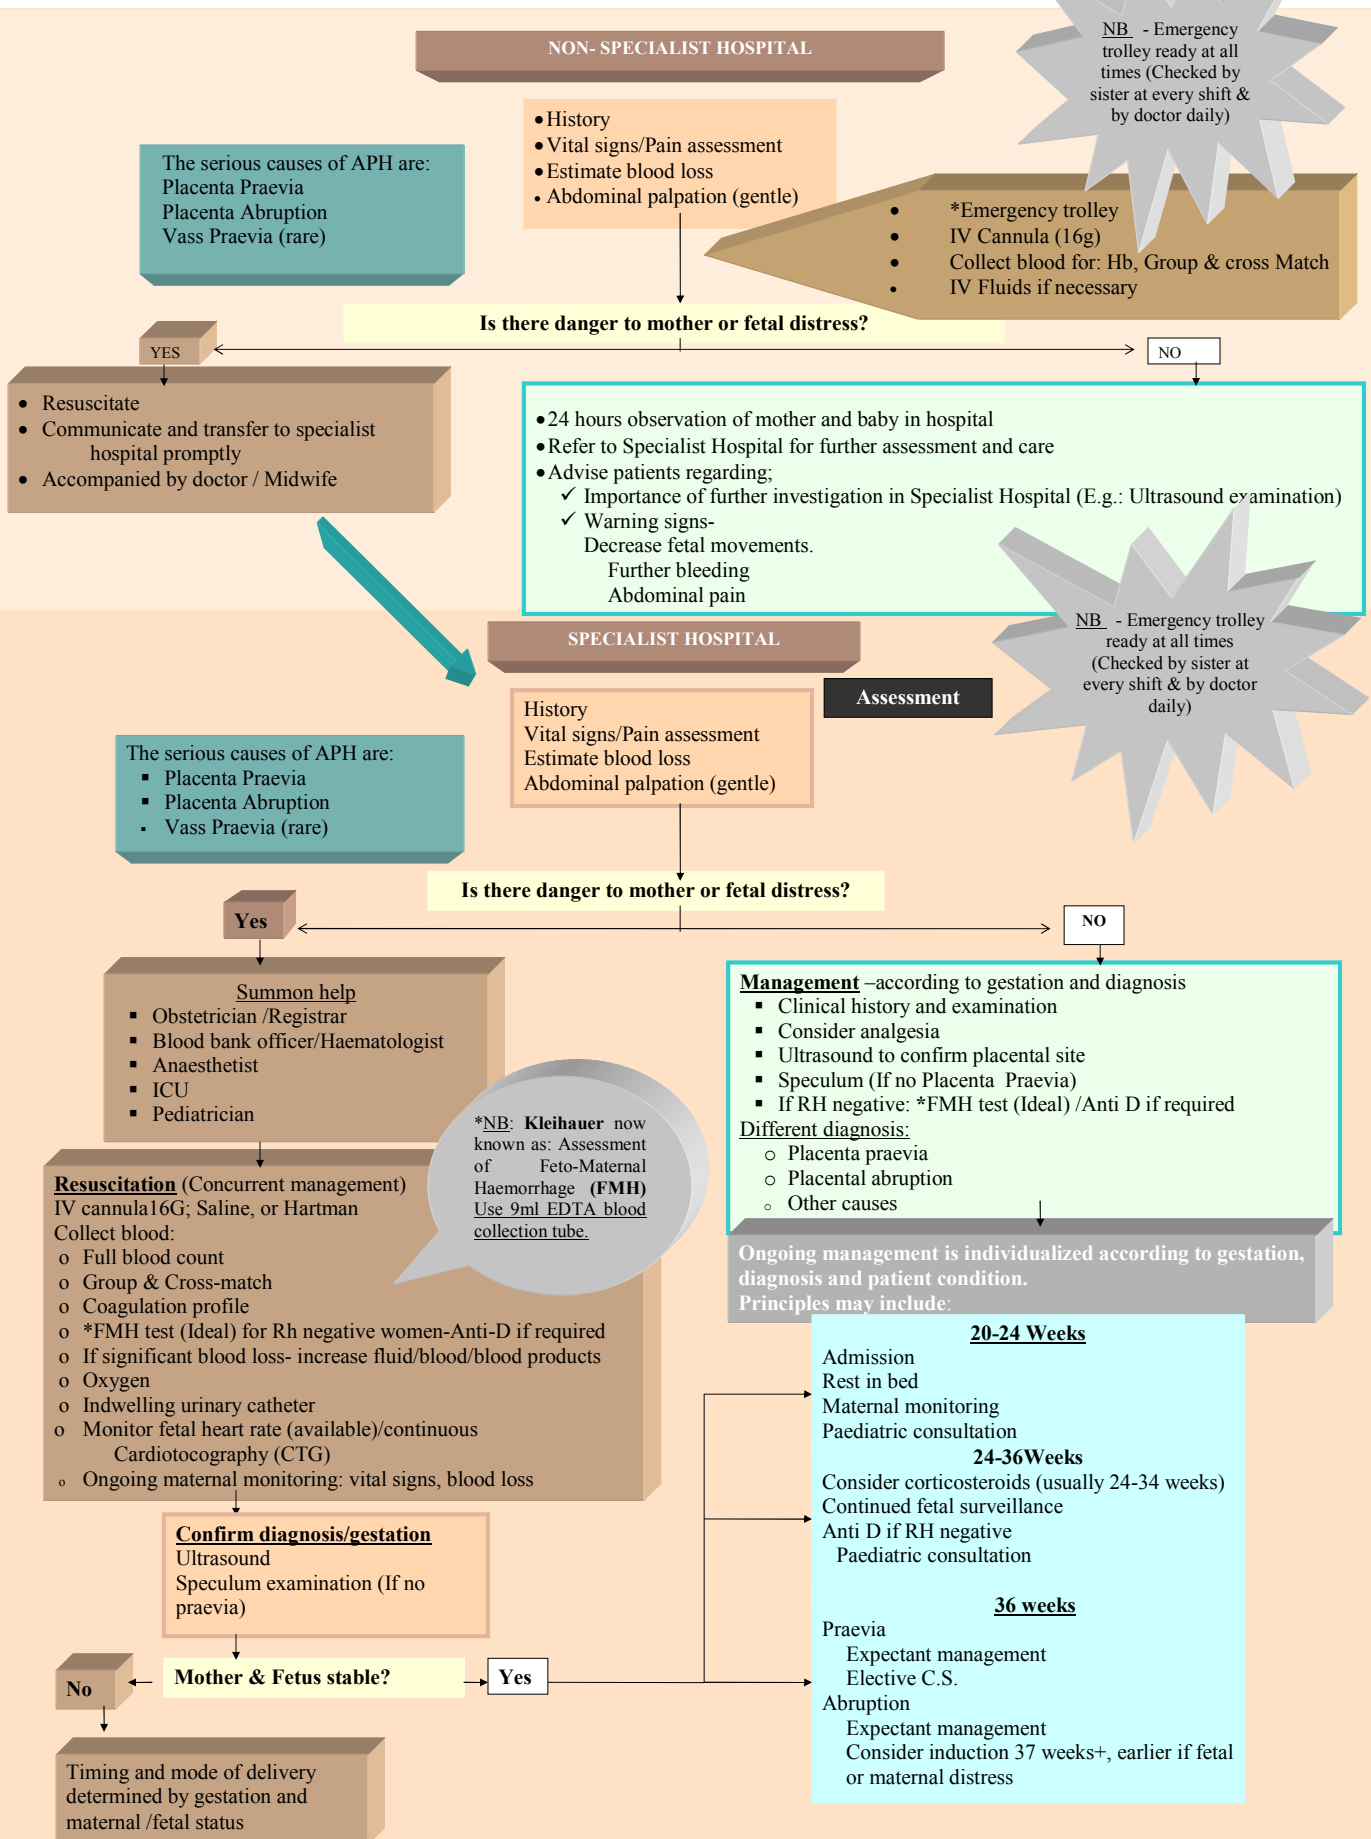 NB - Emergency
trolley ready at all
times (Checked by
sister at every shift &
by doctor daily)
NON- SPECIALIST HOSPITAL
• History
• Vital signs/Pain assessment
• Estimate blood loss
• Abdominal palpation (gentle)
The serious causes of APH are:
Placenta Praevia
Placenta Abruption
Vass Praevia (rare)
• *Emergency trolley
• IV Cannula (16g)
• Collect blood for: Hb, Group & cross Match
• IV Fluids if necessary
Is there danger to mother or fetal distress?
YES
NO
• Resuscitate
• Communicate and transfer to specialist
hospital promptly
• Accompanied by doctor / Midwife
• 24 hours observation of mother and baby in hospital
• Refer to Specialist Hospital for further assessment and care
• Advise patients regarding;
✓ Importance of further investigation in Specialist Hospital (E.g.: Ultrasound examination)
✓ Warning signs-
Decrease fetal movements.
Further bleeding
Abdominal pain
NB - Emergency trolley
ready at all times
(Checked by sister at
every shift & by doctor
daily)
SPECIALIST HOSPITAL
Assessment
History
Vital signs/Pain assessment
Estimate blood loss
Abdominal palpation (gentle)
The serious causes of APH are:
▪ Placenta Praevia
▪ Placenta Abruption
▪ Vass Praevia (rare)
Is there danger to mother or fetal distress?
Yes
NO
Summon help
▪ Obstetrician /Registrar
▪ Blood bank officer/Haematologist
▪ Anaesthetist
▪ ICU
▪ Pediatrician
Management –according to gestation and diagnosis
▪ Clinical history and examination
▪ Consider analgesia
▪ Ultrasound to confirm placental site
▪ Speculum (If no Placenta Praevia)
▪ If RH negative: *FMH test (Ideal) /Anti D if required
Different diagnosis:
o Placenta praevia
o Placental abruption
o Other causes
*NB: Kleihauer now
known as: Assessment
of Feto-Maternal
Haemorrhage (FMH)
Use 9ml EDTA blood
collection tube.
Resuscitation (Concurrent management)
IV cannula16G; Saline, or Hartman
Collect blood:
o Full blood count
o Group & Cross-match
o Coagulation profile
o *FMH test (Ideal) for Rh negative women-Anti-D if required
o If significant blood loss- increase fluid/blood/blood products
o Oxygen
o Indwelling urinary catheter
o Monitor fetal heart rate (available)/continuous
Cardiotocography (CTG)
o Ongoing maternal monitoring: vital signs, blood loss
Ongoing management is individualized according to gestation,
diagnosis and patient condition.
Principles may include:
20-24 Weeks
Admission
Rest in bed
Maternal monitoring
Paediatric consultation
24-36Weeks
Consider corticosteroids (usually 24-34 weeks)
Continued fetal surveillance
Anti D if RH negative
Paediatric consultation
36 weeks
Praevia
Expectant management
Elective C.S.
Abruption
Expectant management
Consider induction 37 weeks+, earlier if fetal
or maternal distress
Confirm diagnosis/gestation
Ultrasound
Speculum examination (If no
praevia)
No
Mother & Fetus stable?
Yes
Timing and mode of delivery
determined by gestation and
maternal /fetal status